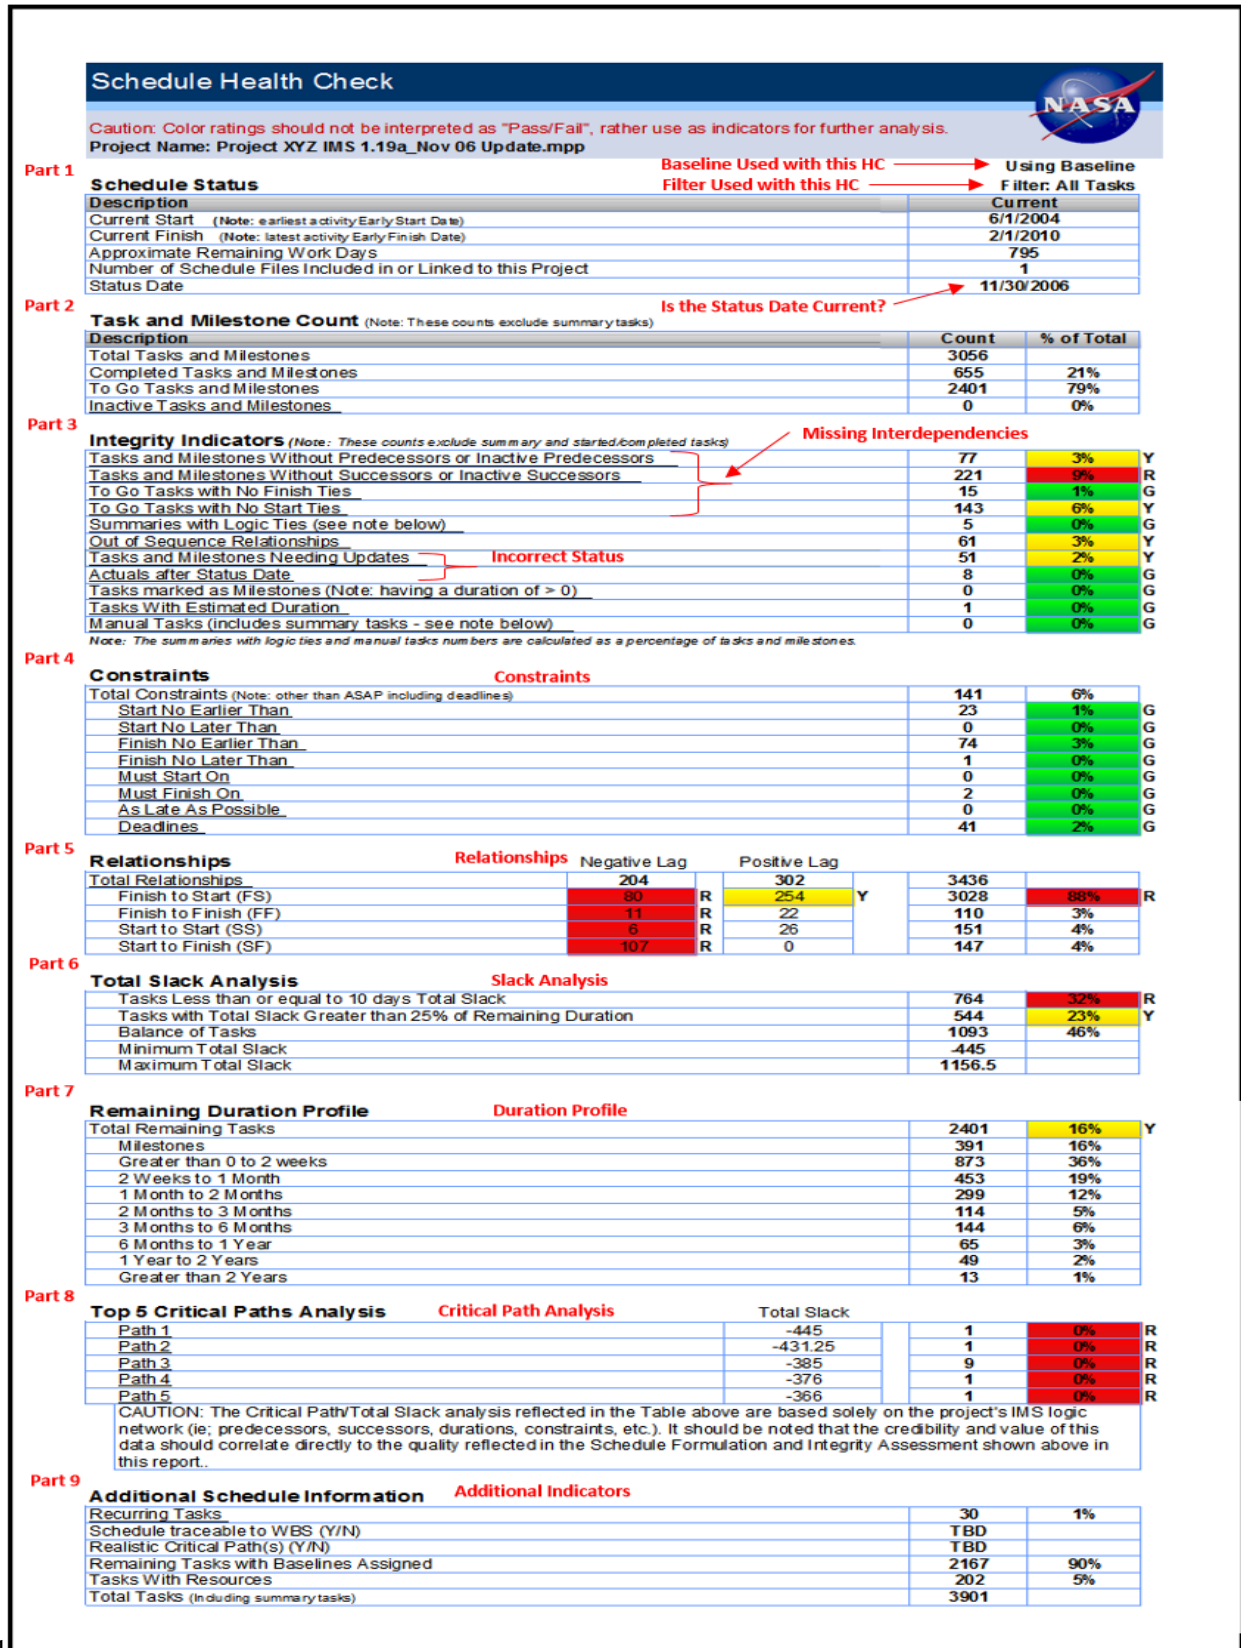 Schedule Health Check
NASA
Caution: Color ratings should not be interpreted as "Pass/Fail", rather use as indicators for further analysis.
Project Name: Project XYZ IMS 1.19a_Nov 06 Update.mpp
Part 1 Baseline Used with this HC Using Baseline
Schedule Status Filter Used with this HC Filter: All Tasks
Description Current
Current Start (Note: earliest activity Early Start Date) 6/1/2004
Current Finish (Note: latest activity Early Finish Date) 2/1/2010
Approximate Remaining Work Days 795
Number of Schedule Files Included in or Linked to this Project 1
Status Date 11/30/2006
Part 2 Is the Status Date Current?
Task and Milestone Count (Note: These counts exclude summary tasks)
Description Count % of Total
Total Tasks and Milestones 3056
Completed Tasks and Milestones 655 21%
To Go Tasks and Milestones 2401 79%
Inactive Tasks and Milestones 0 0%
Part 3
Integrity Indicators (Note: These counts exclude summary and started/completed tasks) Missing Interdependencies
Tasks and Milestones Without Predecessors or Inactive Predecessors 77 3% Y
Tasks and Milestones Without Successors or Inactive Successors 221 9% R
To Go Tasks with No Finish Ties 15 1% G
To Go Tasks with No Start Ties 143 6% Y
Summaries with Logic Ties (see note below) 5 0% G
Out of Sequence Relationships 61 3% Y
Tasks and Milestones Needing Updates Incorrect Status 51 2% Y
Actuals after Status Date 8 0% G
Tasks marked as Milestones (Note: having a duration of > 0) 0 0% G
Tasks With Estimated Duration 1 0% G
Manual Tasks (includes summary tasks - see note below) 0 0% G
Note: The summaries with logic ties and manual tasks numbers are calculated as a percentage of tasks and milestones.
Part 4
Constraints Constraints
Total Constraints (Note: other than ASAP including deadlines) 141 6%
Start No Earlier Than 23 1% G
Start No Later Than 0 0% G
Finish No Earlier Than 74 3% G
Finish No Later Than 1 0% G
Must Start On 0 0% G
Must Finish On 2 0% G
As Late As Possible 0 0% G
Deadlines 41 2% G
Part 5
Relationships Relationships Negative Lag Positive Lag
Total Relationships 204 302 3436
Finish to Start (FS) 80 R 254 Y 3028 88% R
Finish to Finish (FF) 11 R 22 110 3%
Start to Start (SS) 6 R 26 151 4%
Start to Finish (SF) 107 R 0 147 4%
Part 6
Total Slack Analysis Slack Analysis
Tasks Less than or equal to 10 days Total Slack 764 32% R
Tasks with Total Slack Greater than 25% of Remaining Duration 544 23% Y
Balance of Tasks 1093 46%
Minimum Total Slack -445
Maximum Total Slack 1156.5
Part 7
Remaining Duration Profile Duration Profile
Total Remaining Tasks 2401 16% Y
Milestones 391 16%
Greater than 0 to 2 weeks 873 36%
2 Weeks to 1 Month 453 19%
1 Month to 2 Months 299 12%
2 Months to 3 Months 114 5%
3 Months to 6 Months 144 6%
6 Months to 1 Year 65 3%
1 Year to 2 Years 49 2%
Greater than 2 Years 13 1%
Part 8
Top 5 Critical Paths Analysis Critical Path Analysis Total Slack
Path 1 -445 1 0% R
Path 2 -431.25 1 0% R
Path 3 -385 9 0% R
Path 4 -376 1 0% R
Path 5 -366 1 0% R
CAUTION: The Critical Path/Total Slack analysis reflected in the Table above are based solely on the project's IMS logic
network (ie; predecessors, successors, durations, constraints, etc.). It should be noted that the credibility and value of this
data should correlate directly to the quality reflected in the Schedule Formulation and Integrity Assessment shown above in
this report..
Part 9
Additional Schedule Information Additional Indicators
Recurring Tasks 30 1%
Schedule traceable to WBS (Y/N) TBD
Realistic Critical Path(s) (Y/N) TBD
Remaining Tasks with Baselines Assigned 2167 90%
Tasks With Resources 202 5%
Total Tasks (Including summary tasks) 3901